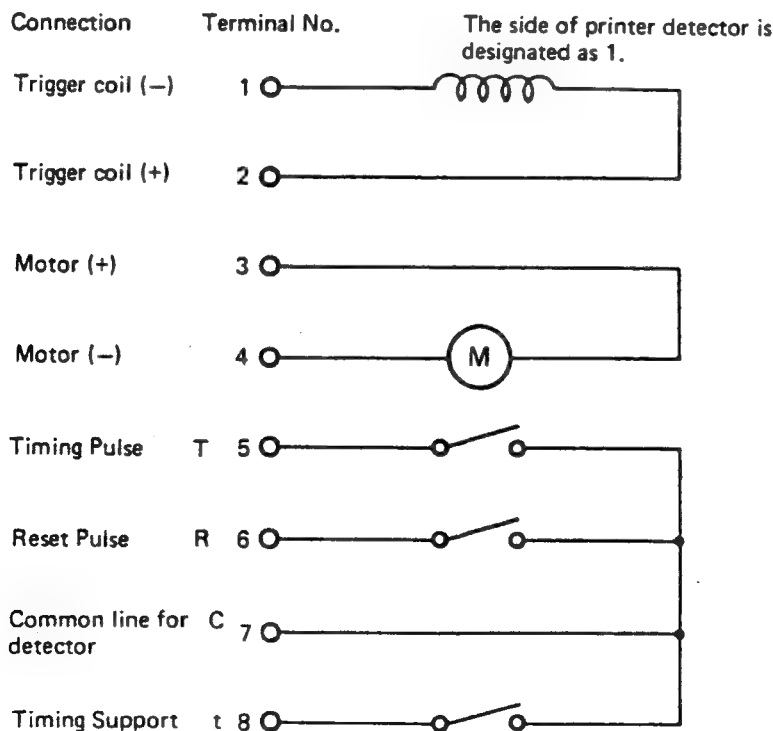 Connection Terminal No. The side of printer detector is
designated as 1.
Trigger coil (−) 1
Trigger coil (+) 2
Motor (+) 3
Motor (−) 4 M
Timing Pulse T 5
Reset Pulse R 6
Common line for C 7
detector
Timing Support t 8